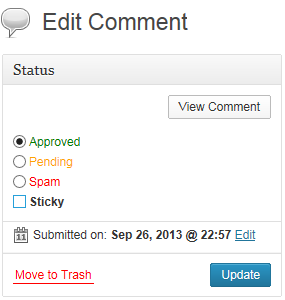 Edit Comment
Status
View Comment
Approved
Pending
Spam
Sticky
11 Submitted on: Sep 26, 2013 @ 22:57 Edit
Move to Trash Update